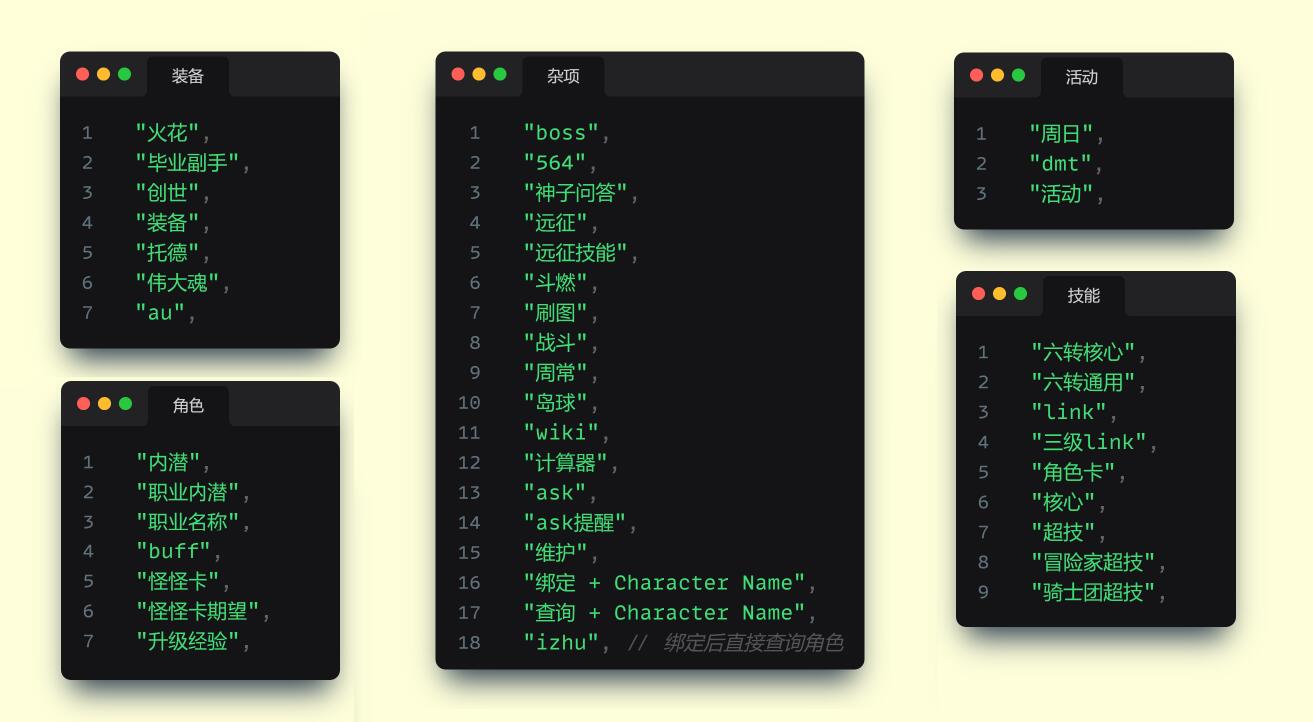 装备
1 "火花",
2 "毕业副手",
3 "创世",
4 "装备",
5 "托德",
6 "伟大魂",
7 "au",
角色
1 "内潜",
2 "职业内潜",
3 "职业名称",
4 "buff",
5 "怪怪卡",
6 "怪怪卡期望",
7 "升级经验",
杂项
1 "boss",
2 "564",
3 "神子问答",
4 "远征",
5 "远征技能",
6 "斗燃",
7 "刷图",
8 "战斗",
9 "周常",
10 "岛球",
11 "wiki",
12 "计算器",
13 "ask",
14 "ask提醒",
15 "维护",
16 "绑定 + Character Name",
17 "查询 + Character Name",
18 "izhu", // 绑定后直接查询角色
活动
1 "周日",
2 "dmt",
3 "活动",
技能
1 "六转核心",
2 "六转通用",
3 "link",
4 "三级link",
5 "角色卡",
6 "核心",
7 "超技",
8 "冒险家超技",
9 "骑士团超技",